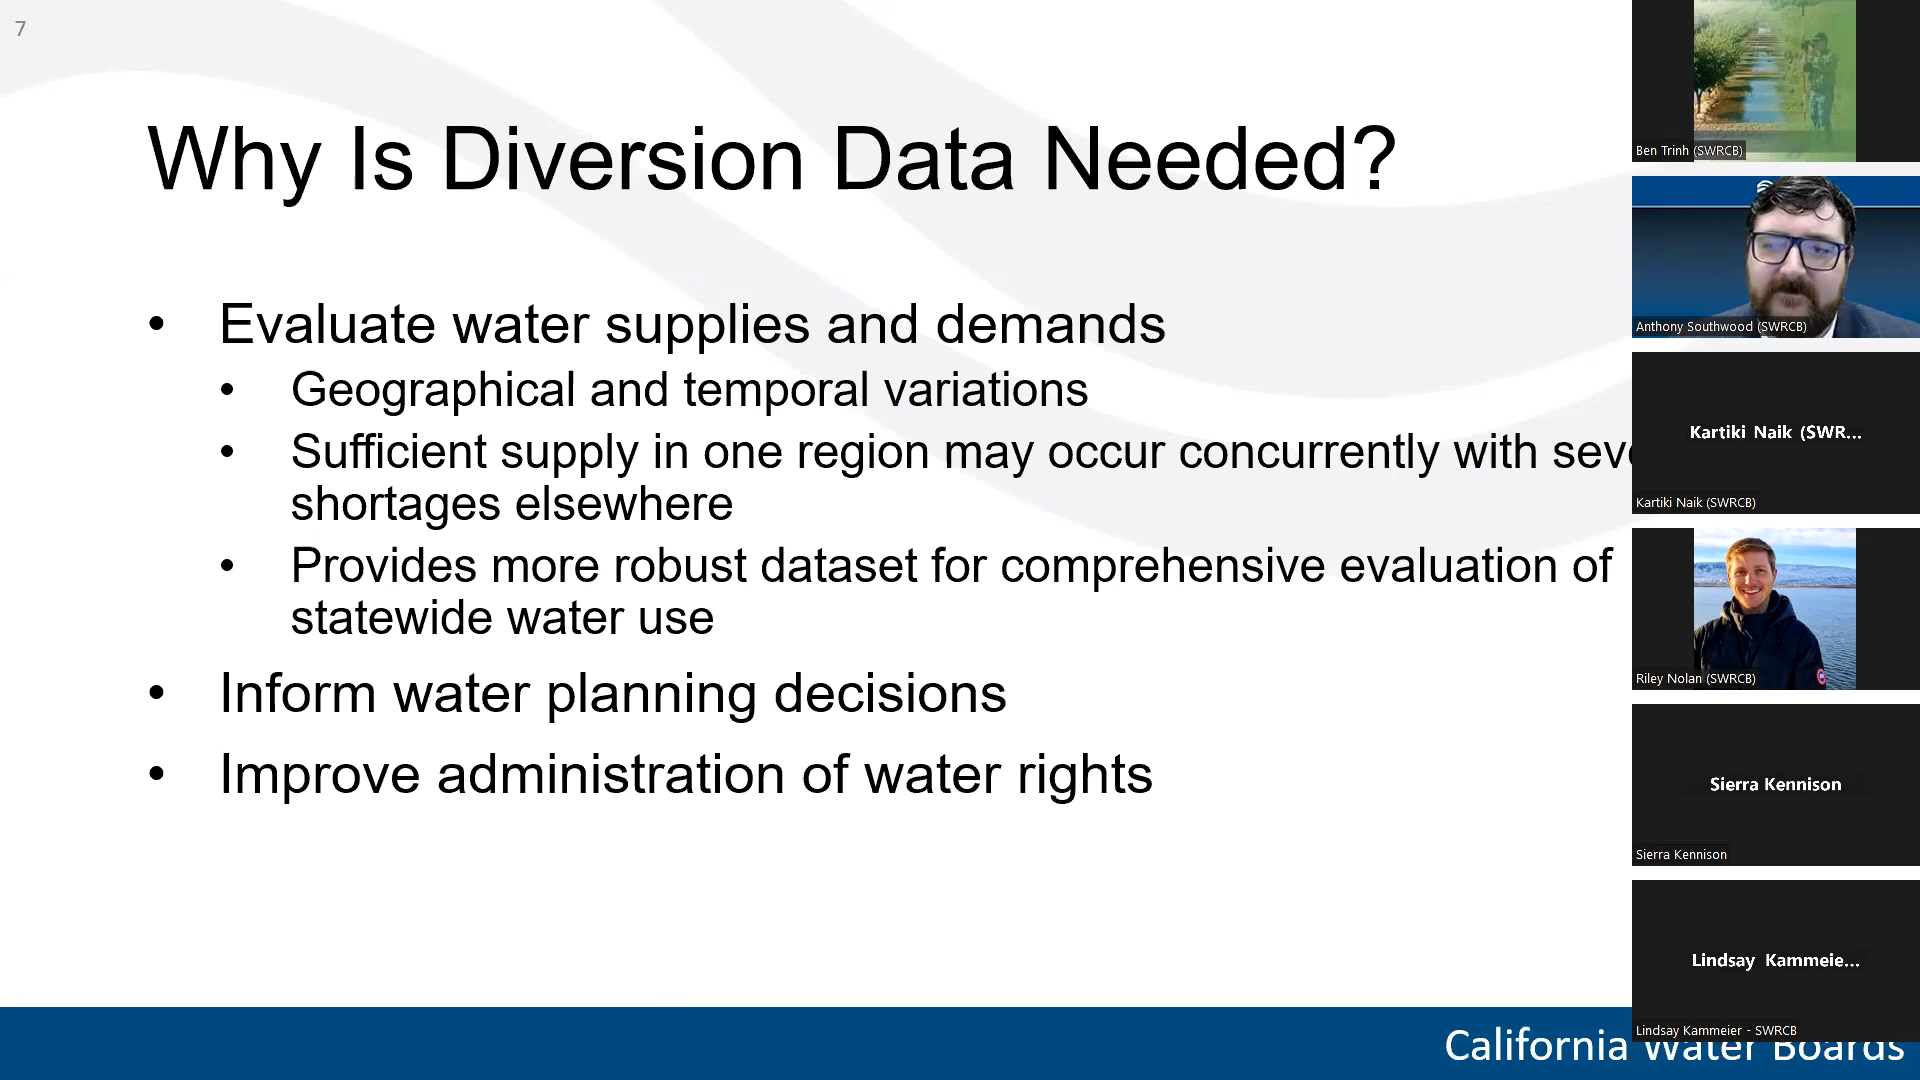 7
Why Is Diversion Data Needed?
• Evaluate water supplies and demands
• Geographical and temporal variations
• Sufficient supply in one region may occur concurrently with
shortages elsewhere
• Provides more robust dataset for comprehensive evaluation of
statewide water use
• Inform water planning decisions
• Improve administration of water rights
California Water Boards
Ben Trinh (SWRCB)
Anthony Southwood (SWRCB)
Kartiki Naik (SWR...
Kartiki Naik (SWRCB)
Riley Nolan (SWRCB)
Sierra Kennison
Sierra Kennison
Lindsay Kammeie...
Lindsay Kammeier - SWRCB